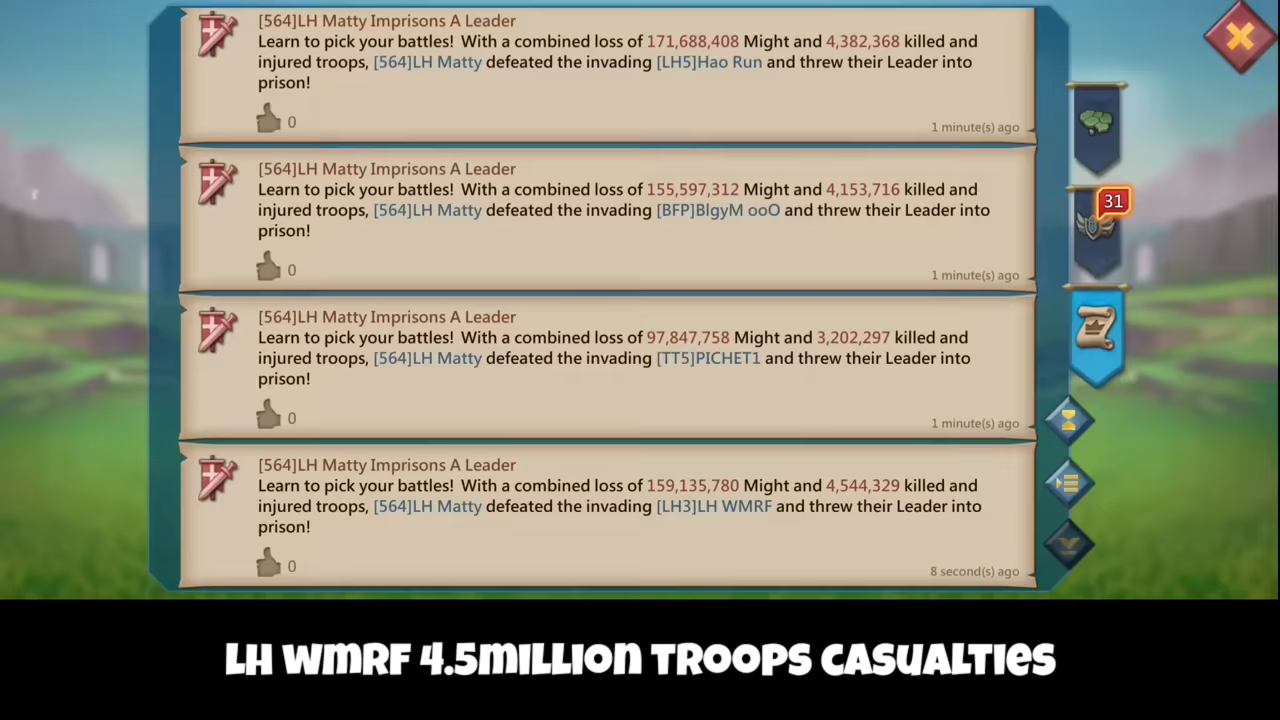 [564]LH Matty Imprisons A Leader
Learn to pick your battles! With a combined loss of 171,688,408 Might and 4,382,368 killed and
injured troops, [564]LH Matty defeated the invading [LH5]Hao Run and threw their Leader into
prison!
0
1 minute(s) ago
[564]LH Matty Imprisons A Leader
Learn to pick your battles! With a combined loss of 155,597,312 Might and 4,153,716 killed and
injured troops, [564]LH Matty defeated the invading [BFP]BlgyM ooO and threw their Leader into
prison!
0
1 minute(s) ago
31
[564]LH Matty Imprisons A Leader
Learn to pick your battles! With a combined loss of 97,847,758 Might and 3,202,297 killed and
injured troops, [564]LH Matty defeated the invading [TT5]PICHET1 and threw their Leader into
prison!
0
1 minute(s) ago
[564]LH Matty Imprisons A Leader
Learn to pick your battles! With a combined loss of 159,135,780 Might and 4,544,329 killed and
injured troops, [564]LH Matty defeated the invading [LH3]LH WMRF and threw their Leader into
prison!
0
8 second(s) ago
LH WMRF 4.5MILLION TROOPS CASUALTIES